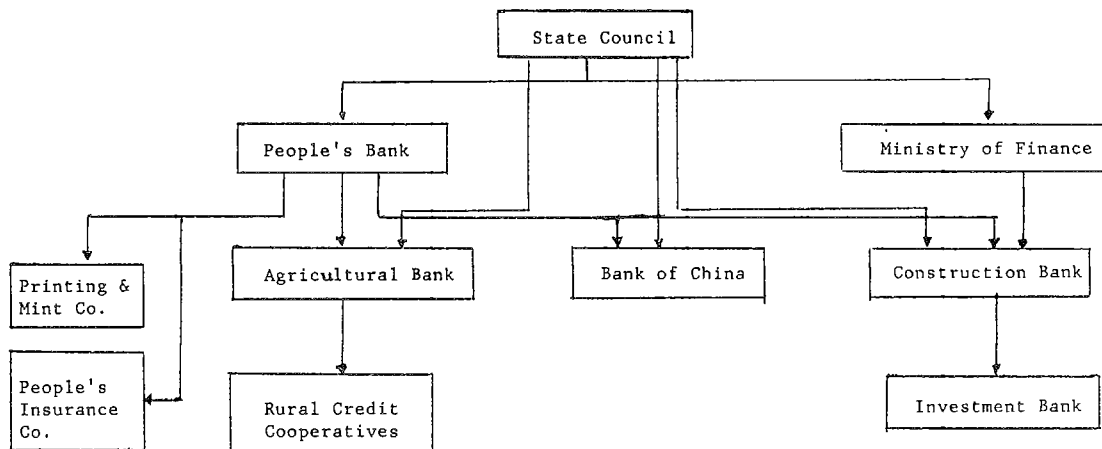 State Council
People's Bank
Ministry of Finance
Agricultural Bank
Bank of China
Construction Bank
Printing &
Mint Co.
People's
Insurance
Co.
Rural Credit
Cooperatives
Investment Bank